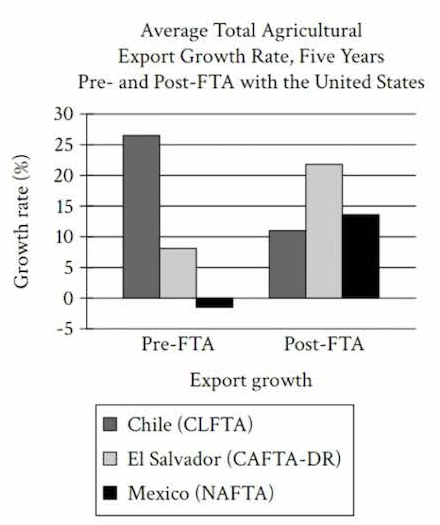 Average Total Agricultural
Export Growth Rate, Five Years
Pre- and Post-FTA with the United States
30
25
20
15
10
5
0
-5
Growth rate (%)
Pre-FTA
Post-FTA
Export growth
Chile (CLFTA)
El Salvador (CAFTA-DR)
Mexico (NAFTA)